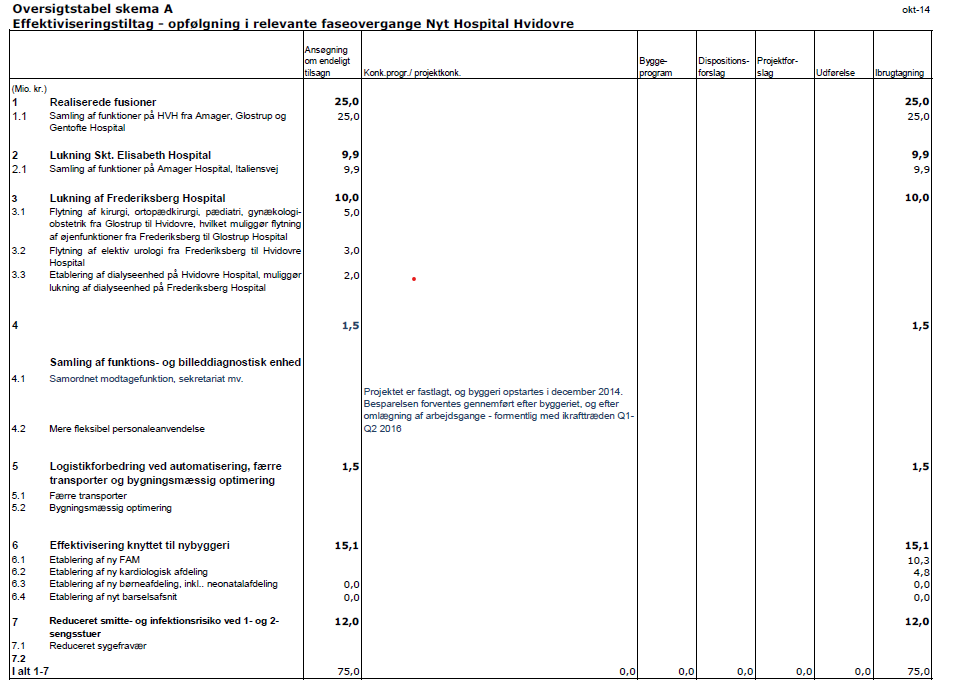 Oversigtstabel skema A
Effektiviseringstiltag - opfølgning i relevante faseovergange Nyt Hospital Hvidovre
okt-14
Ansøgning om endeligt tilsagn
Konk.progr./ projektkonk.
Bygge-program
Dispositions-forslag
Projektfor-slag
Udførelse
Ibrugtagning
(Mio. kr.)
1 Realiserede fusioner 25,0 25,0
1.1 Samling af funktioner på HVH fra Amager, Glostrup og 25,0 25,0
Gentofte Hospital
2 Lukning Skt. Elisabeth Hospital 9,9 9,9
2.1 Samling af funktioner på Amager Hospital, Italiensvej 9,9 9,9
3 Lukning af Frederiksberg Hospital 10,0 10,0
3.1 Flytning af kirurgi, ortopædkirurgi, pædiatri, gynækologi- 5,0
obstetrik fra Glostrup til Hvidovre, hvilket muliggør flytning
af øjenfunktioner fra Frederiksberg til Glostrup Hospital
3.2 Flytning af elektiv urologi fra Frederiksberg til Hvidovre 3,0
Hospital
3.3 Etablering af dialyseenhed på Hvidovre Hospital, muliggør 2,0
lukning af dialyseenhed på Frederiksberg Hospital
4 1,5 1,5
Samling af funktions- og billeddiagnostisk enhed
4.1 Samordnet modtagefunktion, sekretariat mv.
Projektet er fastlagt, og byggeri opstartes i december 2014.
Besparelsen forventes gennemført efter byggeriet, og efter
omlægning af arbejdsgange - formentlig med ikrafttræden Q1-
4.2 Mere fleksibel personaleanvendelse Q2 2016
5 Logistikforbedring ved automatisering, færre 1,5 1,5
transporter og bygningsmæssig optimering
5.1 Færre transporter
5.2 Bygningsmæssig optimering
6 Effektivisering knyttet til nybyggeri 15,1 15,1
6.1 Etablering af ny FAM 10,3
6.2 Etablering af ny kardiologisk afdeling 4,8
6.3 Etablering af ny børneafdeling, inkl.. neonatalafdeling 0,0 0,0
6.4 Etablering af nyt barselsafsnit 0,0 0,0
7 Reduceret smitte- og infektionsrisiko ved 1- og 2- 12,0 12,0
sengsstuer
7.1 Reduceret sygefravær
7.2
I alt 1-7 75,0 0,0 0,0 0,0 0,0 0,0 75,0